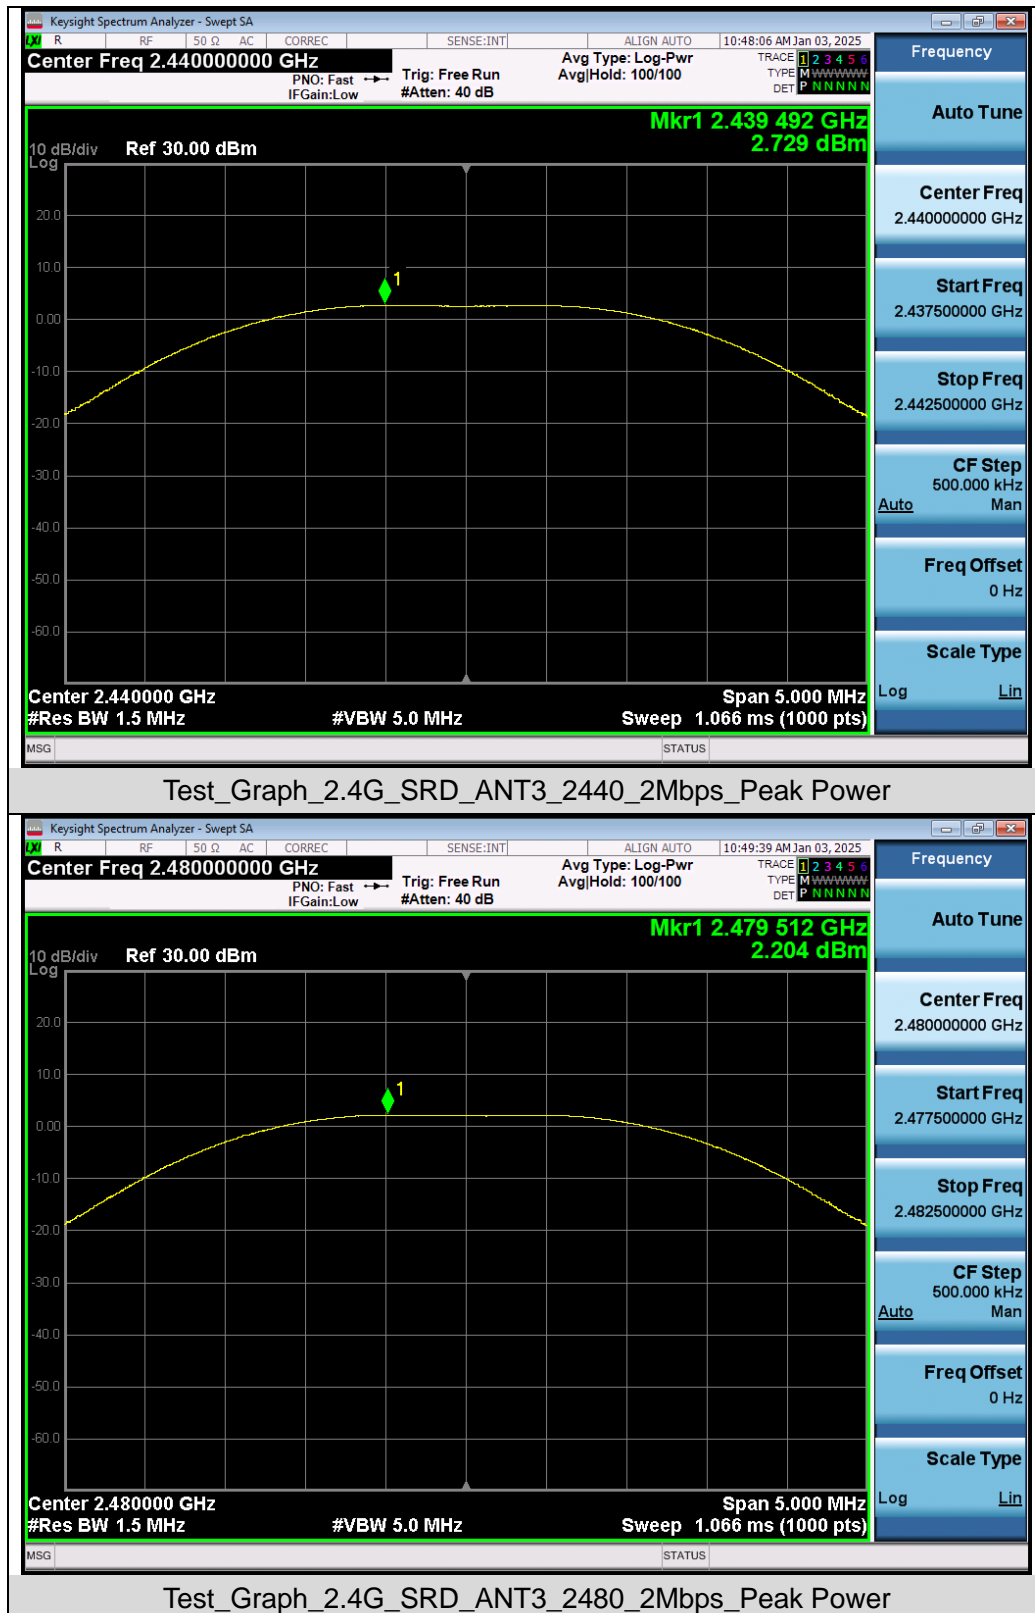 Keysight Spectrum Analyzer - Swept SA
LXI R RF 50 Ω AC CORREC SENSE:INT ALIGN AUTO 10:48:06 AM Jan 03, 2025
Center Freq 2.440000000 GHz
PNO: Fast
IFGain:Low
Trig: Free Run
#Atten: 40 dB
Avg Type: Log-Pwr
Avg|Hold: 100/100
TRACE 1 2 3 4 5 6
TYPE M WWWWW
DET P N N N N N
Frequency
Mkr1 2.439 492 GHz
2.729 dBm
10 dB/div Ref 30.00 dBm
Log
20.0
10.0
0.00
-10.0
-20.0
-30.0
-40.0
-50.0
-60.0
1
Center 2.440000 GHz
Span 5.000 MHz
#Res BW 1.5 MHz
#VBW 5.0 MHz
Sweep 1.066 ms (1000 pts)
MSG
STATUS
Auto Tune
Center Freq
2.440000000 GHz
Start Freq
2.437500000 GHz
Stop Freq
2.442500000 GHz
CF Step
500.000 kHz
Auto Man
Freq Offset
0 Hz
Scale Type
Log Lin
Test_Graph_2.4G_SRD_ANT3_2440_2Mbps_Peak Power
Keysight Spectrum Analyzer - Swept SA
LXI R RF 50 Ω AC CORREC SENSE:INT ALIGN AUTO 10:49:39 AM Jan 03, 2025
Center Freq 2.480000000 GHz
PNO: Fast
IFGain:Low
Trig: Free Run
#Atten: 40 dB
Avg Type: Log-Pwr
Avg|Hold: 100/100
TRACE 1 2 3 4 5 6
TYPE M WWWWW
DET P N N N N N
Frequency
Mkr1 2.479 512 GHz
2.204 dBm
10 dB/div Ref 30.00 dBm
Log
20.0
10.0
0.00
-10.0
-20.0
-30.0
-40.0
-50.0
-60.0
1
Center 2.480000 GHz
Span 5.000 MHz
#Res BW 1.5 MHz
#VBW 5.0 MHz
Sweep 1.066 ms (1000 pts)
MSG
STATUS
Auto Tune
Center Freq
2.480000000 GHz
Start Freq
2.477500000 GHz
Stop Freq
2.482500000 GHz
CF Step
500.000 kHz
Auto Man
Freq Offset
0 Hz
Scale Type
Log Lin
Test_Graph_2.4G_SRD_ANT3_2480_2Mbps_Peak Power